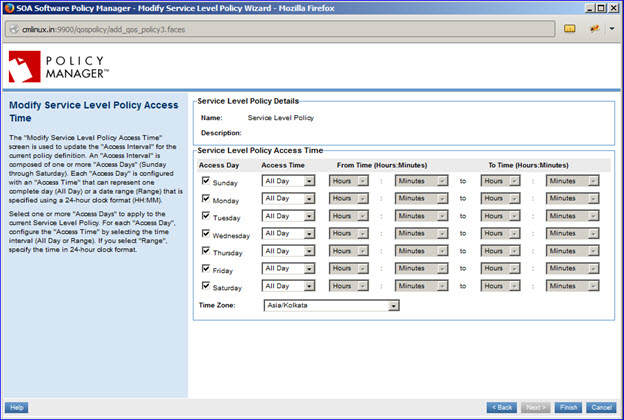 SOA Software Policy Manager - Modify Service Level Policy Wizard - Mozilla Firefox
cmlinux.in:9900/qospolicy/add_qos_policy3.faces
POLICY
MANAGER™
Modify Service Level Policy Access
Time
The "Modify Service Level Policy Access Time"
screen is used to update the "Access Interval" for the
current policy definition. An "Access Interval" is
composed of one or more "Access Days" (Sunday
through Saturday). Each "Access Day" is configured
with an "Access Time" that can represent one
complete day (All Day) or a date range (Range) that is
specified using a 24-hour clock format (HH:MM).
Select one or more "Access Days" to apply to the
current Service Level Policy. For each "Access Day",
configure the "Access Time" by selecting the time
interval (All Day or Range). If you select "Range",
specify the time in 24-hour clock format.
Service Level Policy Details
Name: Service Level Policy
Description:
Service Level Policy Access Time
Access Day Access Time From Time (Hours:Minutes) To Time (Hours:Minutes)
Sunday All Day Hours : Minutes to Hours : Minutes
Monday All Day Hours : Minutes to Hours : Minutes
Tuesday All Day Hours : Minutes to Hours : Minutes
Wednesday All Day Hours : Minutes to Hours : Minutes
Thursday All Day Hours : Minutes to Hours : Minutes
Friday All Day Hours : Minutes to Hours : Minutes
Saturday All Day Hours : Minutes to Hours : Minutes
Time Zone: Asia/Kolkata
Help < Back Next > Finish Cancel